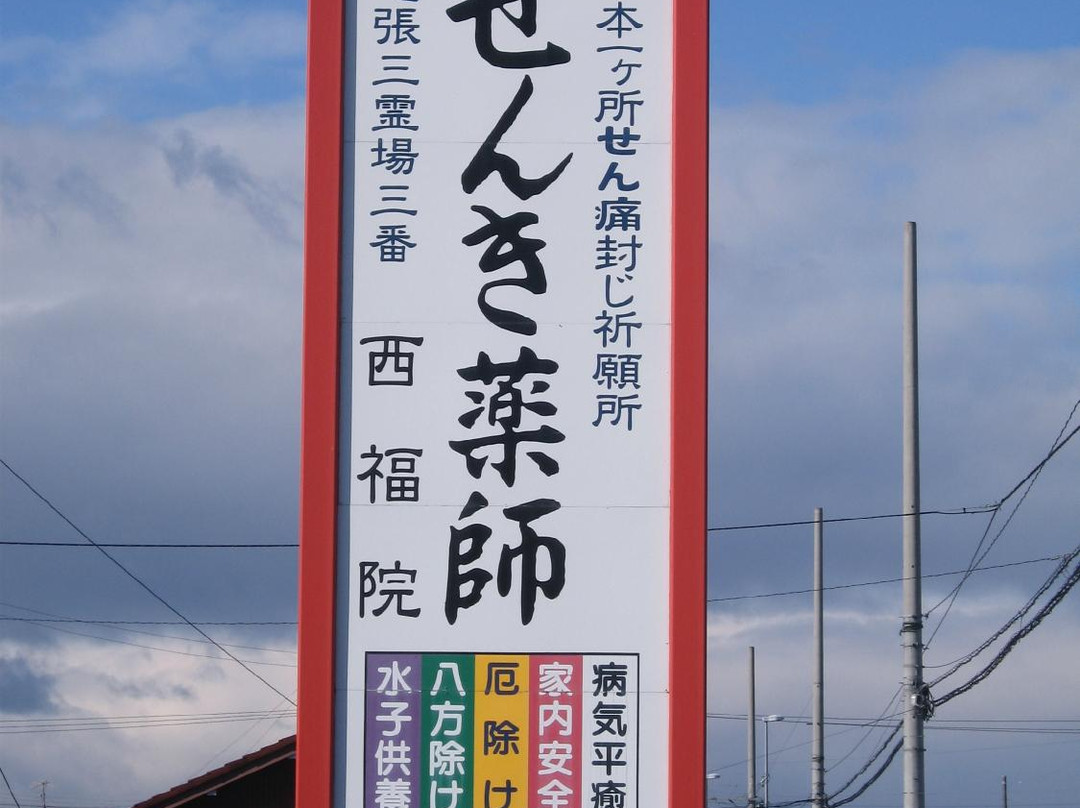 本一ヶ所せん痛封じ祈願所
せんき薬師
張三霊場三番
西福院
病気平癒
家内安全
厄除け
八方除け
水子供養